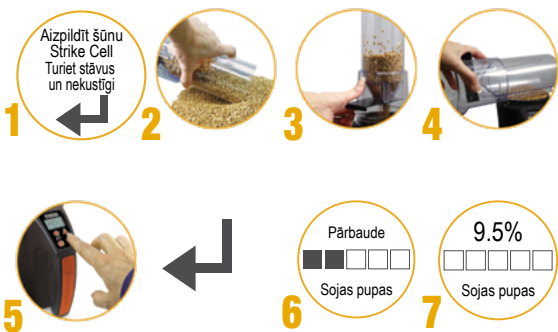 Aizpildīt šūnu
Strike Cell
Turiet stāvus
un nekustīgi
1
2
3
4
5
Pārbaude
Sojas pupas
6
9.5%
Sojas pupas
7